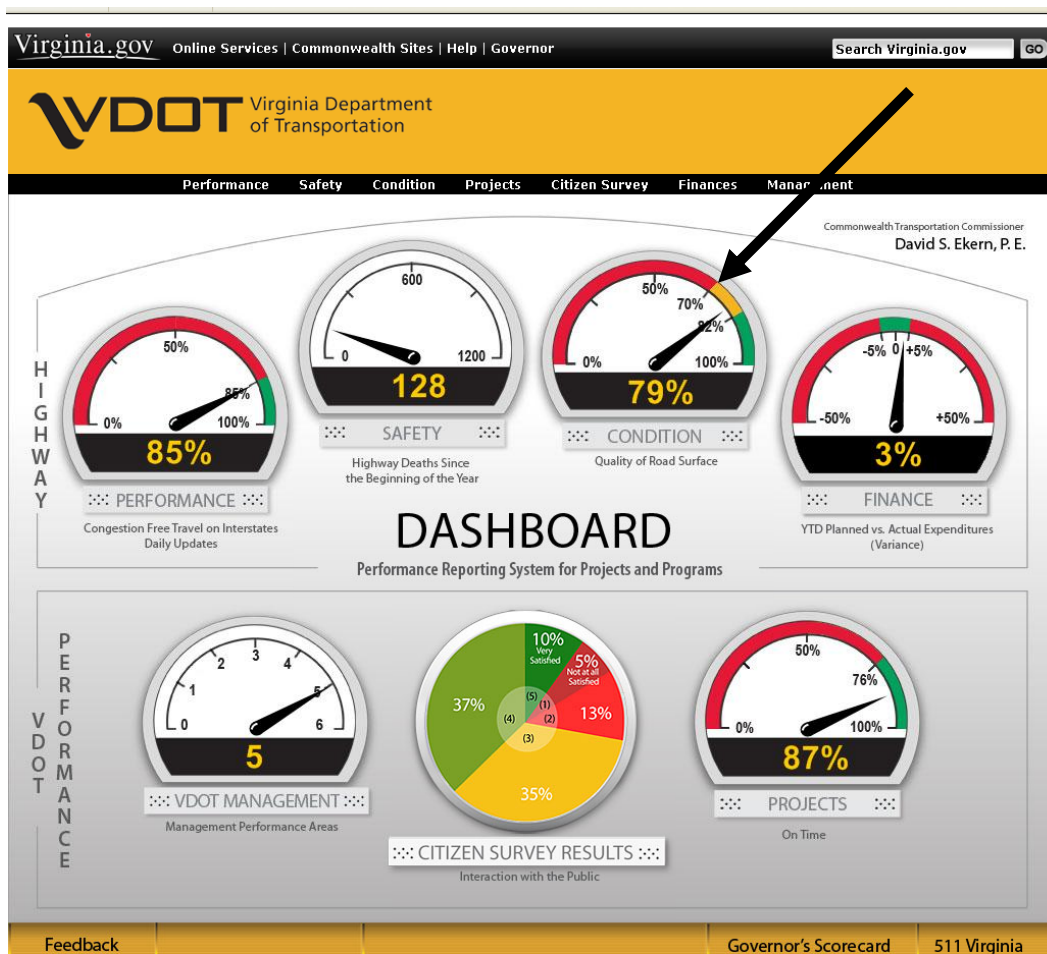 Virginia.gov Online Services | Commonwealth Sites | Help | Governor Search Virginia.gov GO
VDOT Virginia Department
of Transportation
Performance Safety Condition Projects Citizen Survey Finances Management
Commonwealth Transportation Commissioner
David S. Ekern, P. E.
HIGHWAY
0% 50% 85% 100%
85%
PERFORMANCE
Congestion Free Travel on Interstates
Daily Updates
0 600 1200
128
SAFETY
Highway Deaths Since
the Beginning of the Year
0% 50% 70% 82% 100%
79%
CONDITION
Quality of Road Surface
-50% -5% 0 +5% +50%
3%
FINANCE
YTD Planned vs. Actual Expenditures
(Variance)
DASHBOARD
Performance Reporting System for Projects and Programs
VDOT
PERFORMANCE
0 1 2 3 4 5 6
5
VDOT MANAGEMENT
Management Performance Areas
10%
Very
Satisfied
5%
Not at all
Satisfied
37%
13%
35%
(5)
(1)
(4)
(2)
(3)
CITIZEN SURVEY RESULTS
Interaction with the Public
0% 50% 76% 100%
87%
PROJECTS
On Time
Feedback Governor's Scorecard 511 Virginia